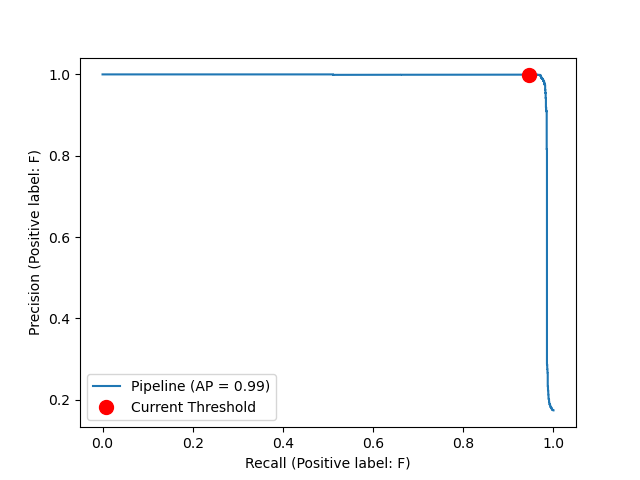 1.0
0.8
0.6
0.4
0.2
Precision (Positive label: F)
Pipeline (AP = 0.99)
Current Threshold
0.0 0.2 0.4 0.6 0.8 1.0
Recall (Positive label: F)